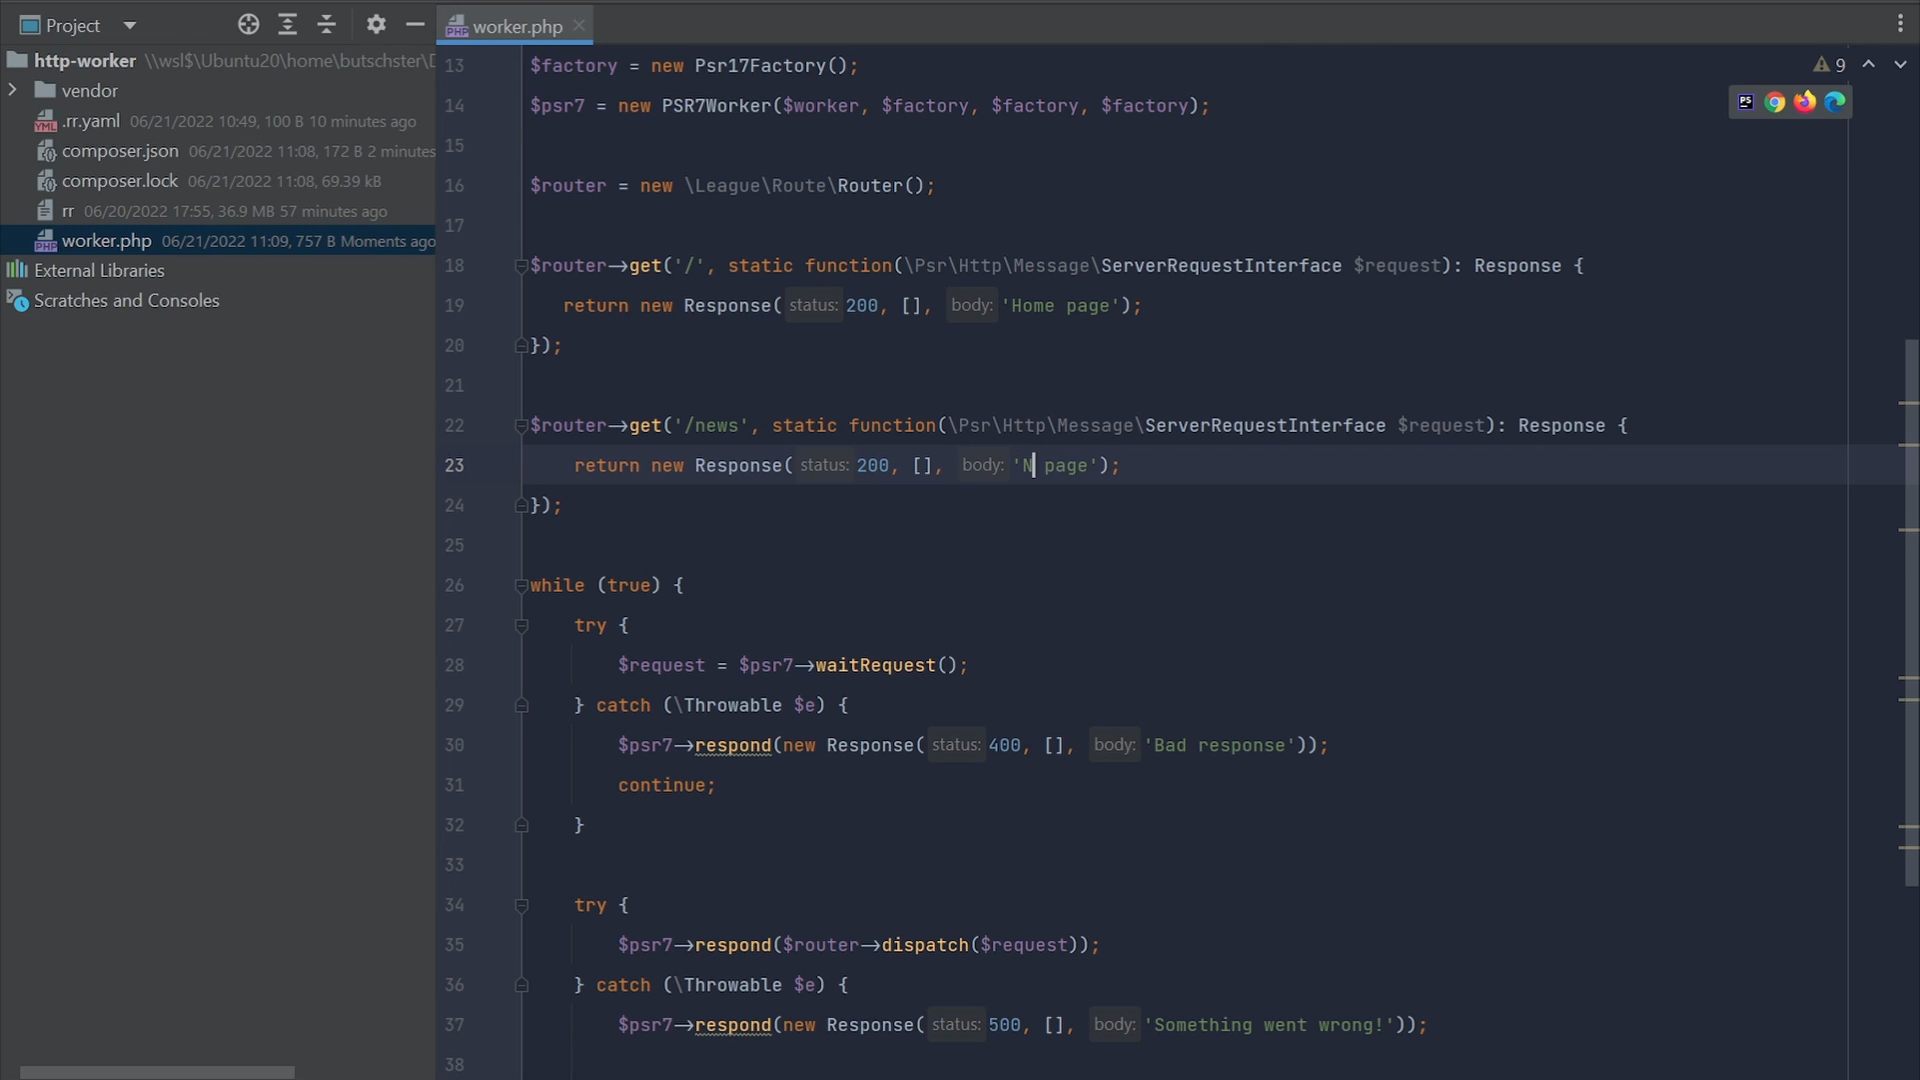 Project
worker.php
http-worker \\wsl$\Ubuntu20\home\butschster\D
vendor
.rr.yaml 06/21/2022 10:49, 100 B 10 minutes ago
composer.json 06/21/2022 11:08, 172 B 2 minutes
composer.lock 06/21/2022 11:08, 69.39 kB
rr 06/20/2022 17:55, 36.9 MB 57 minutes ago
worker.php 06/21/2022 11:09, 757 B Moments ago
External Libraries
Scratches and Consoles
9
13 $factory = new Psr17Factory();
14 $psr7 = new PSR7Worker($worker, $factory, $factory, $factory);
15
16 $router = new \League\Route\Router();
17
18 $router->get('/', static function(\Psr\Http\Message\ServerRequestInterface $request): Response {
19 return new Response( status: 200, [], body: 'Home page');
20 });
21
22 $router->get('/news', static function(\Psr\Http\Message\ServerRequestInterface $request): Response {
23 return new Response( status: 200, [], body: 'N page');
24 });
25
26 while (true) {
27 try {
28 $request = $psr7->waitRequest();
29 } catch (\Throwable $e) {
30 $psr7->respond(new Response( status: 400, [], body: 'Bad response'));
31 continue;
32 }
33
34 try {
35 $psr7->respond($router->dispatch($request));
36 } catch (\Throwable $e) {
37 $psr7->respond(new Response( status: 500, [], body: 'Something went wrong!'));
38